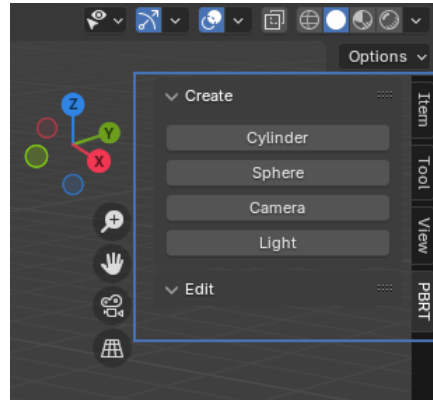 Options
Z
Y
X
Create
Cylinder
Sphere
Camera
Light
Edit
Item
Tool
View
PBRT